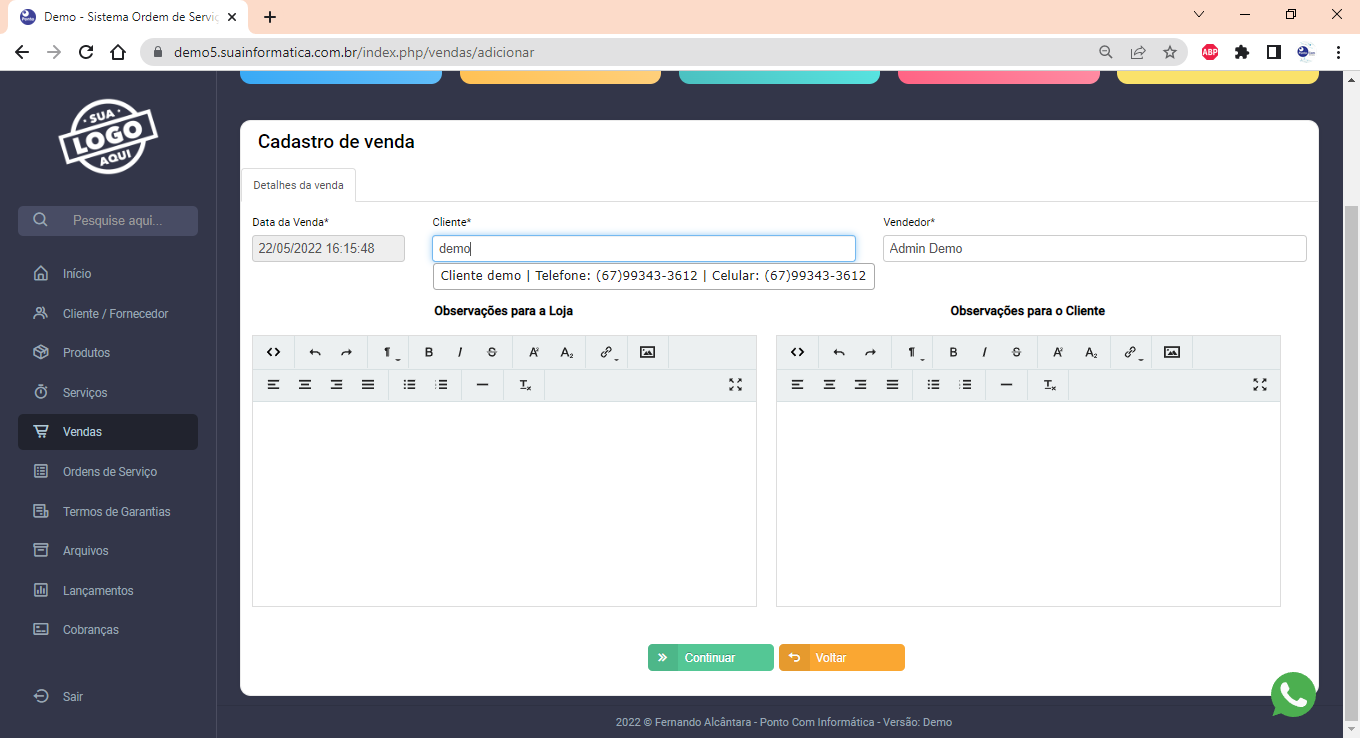 Demo - Sistema Ordem de Serviç
demo5.suainformatica.com.br/index.php/vendas/adicionar
ABP
SUA
LOGO
AQUI
Pesquise aqui...
Início
Cliente / Fornecedor
Produtos
Serviços
Vendas
Ordens de Serviço
Termos de Garantias
Arquivos
Lançamentos
Cobranças
Sair
Cadastro de venda
Detalhes da venda
Data da Venda*
Cliente*
Vendedor*
22/05/2022 16:15:48
demo
Admin Demo
Cliente demo | Telefone: (67)99343-3612 | Celular: (67)99343-3612
Observações para a Loja
Observações para o Cliente
Continuar
Voltar
2022 © Fernando Alcântara - Ponto Com Informática - Versão: Demo